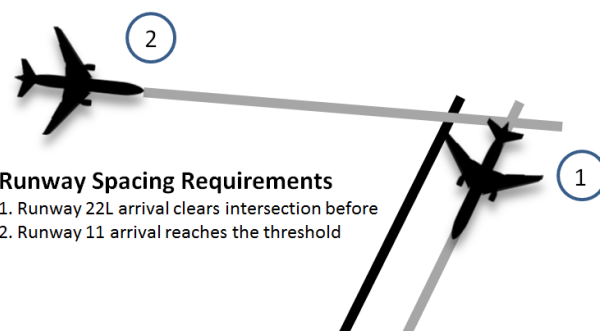 2
1
Runway Spacing Requirements
1. Runway 22L arrival clears intersection before
2. Runway 11 arrival reaches the threshold